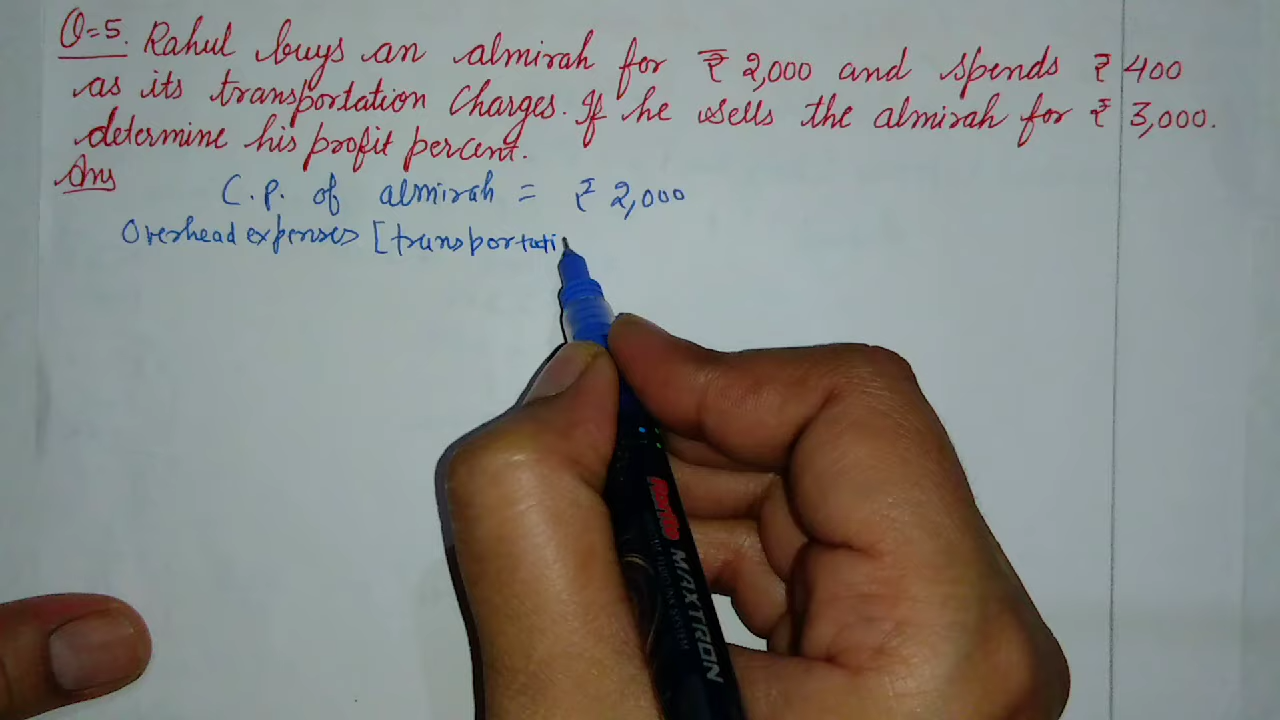 Q=5. Rahul buys an almirah for ₹ 2,000 and spends ₹ 400
as its transportation charges. If he sells the almirah for ₹ 3,000.
determine his profit percent.
Ans
C.P. of almirah = ₹ 2,000
Overhead expenses [transportati
MAXTRON